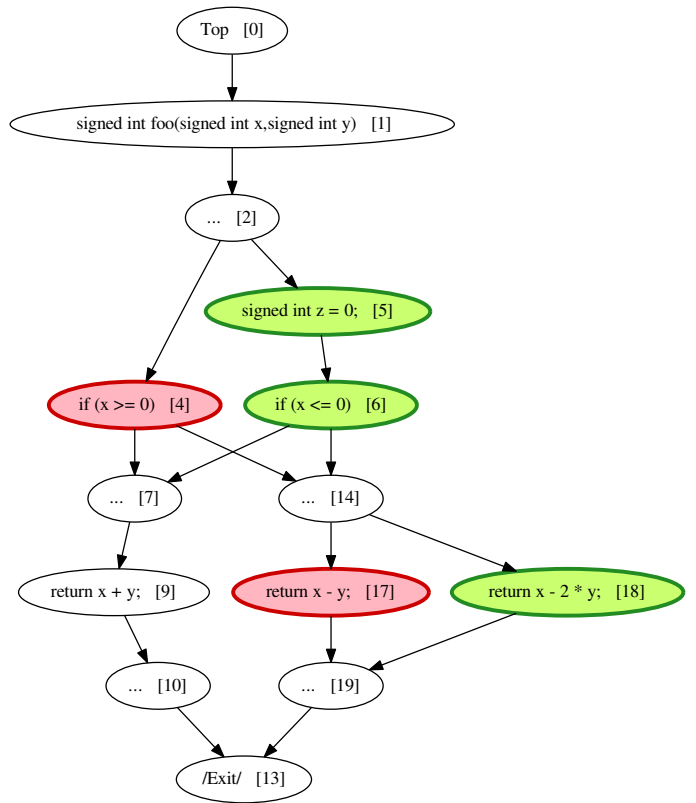 Top [0]
signed int foo(signed int x,signed int y) [1]
... [2]
signed int z = 0; [5]
if (x >= 0) [4]
if (x <= 0) [6]
... [7]
... [14]
return x + y; [9]
return x - y; [17]
return x - 2 * y; [18]
... [10]
... [19]
/Exit/ [13]